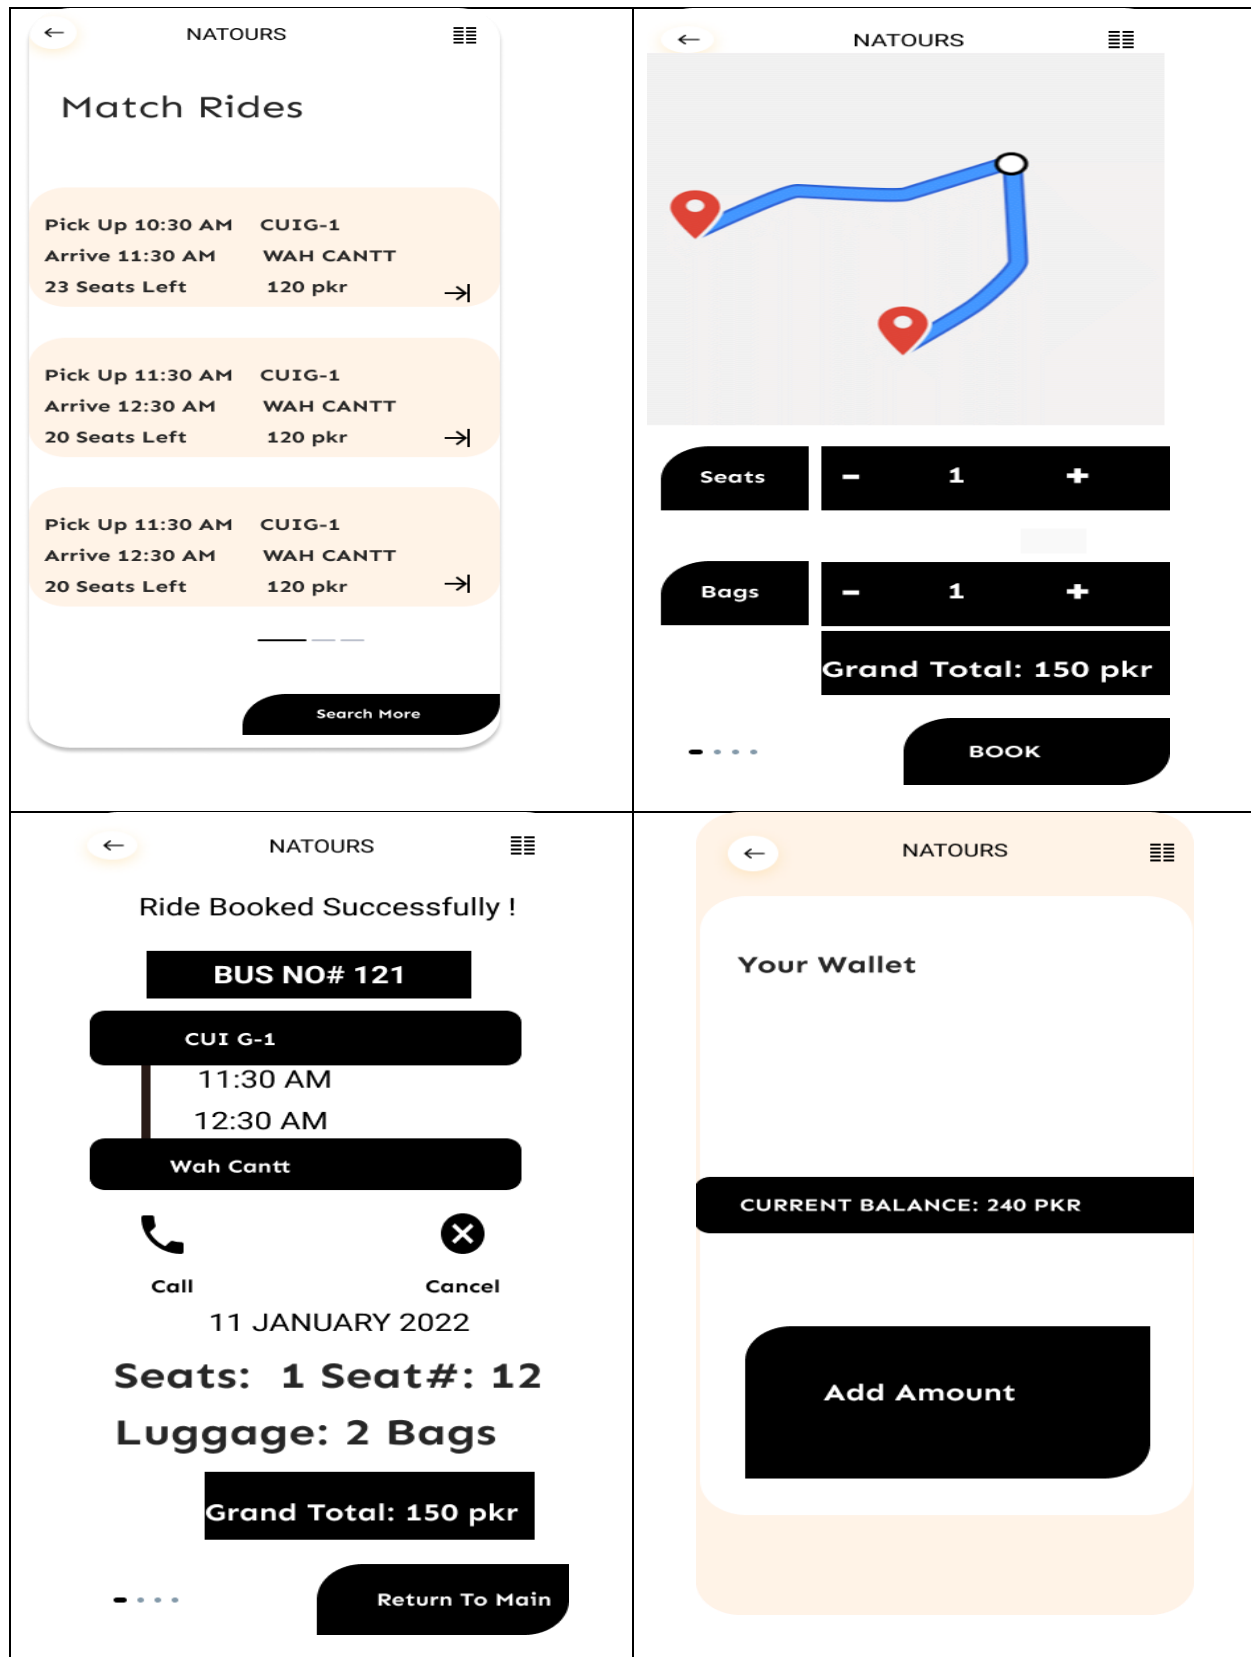 NATOURS
Match Rides
Pick Up 10:30 AM CUIG-1
Arrive 11:30 AM WAH CANTT
23 Seats Left 120 pkr
Pick Up 11:30 AM CUIG-1
Arrive 12:30 AM WAH CANTT
20 Seats Left 120 pkr
Pick Up 11:30 AM CUIG-1
Arrive 12:30 AM WAH CANTT
20 Seats Left 120 pkr
Search More
NATOURS
Seats - 1 +
Bags - 1 +
Grand Total: 150 pkr
BOOK
NATOURS
Ride Booked Successfully !
BUS NO# 121
CUI G-1
11:30 AM
12:30 AM
Wah Cantt
Call Cancel
11 JANUARY 2022
Seats: 1 Seat#: 12
Luggage: 2 Bags
Grand Total: 150 pkr
Return To Main
NATOURS
Your Wallet
CURRENT BALANCE: 240 PKR
Add Amount